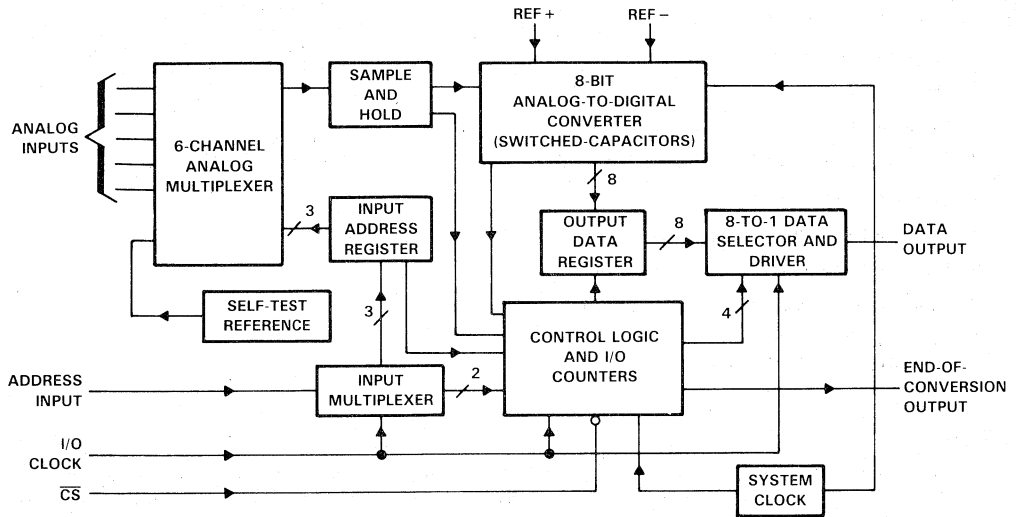 REF +
REF −
ANALOG
INPUTS
6-CHANNEL
ANALOG
MULTIPLEXER
SAMPLE
AND
HOLD
8-BIT
ANALOG-TO-DIGITAL
CONVERTER
(SWITCHED-CAPACITORS)
3
INPUT
ADDRESS
REGISTER
8
OUTPUT
DATA
REGISTER
8
8-TO-1 DATA
SELECTOR AND
DRIVER
DATA
OUTPUT
SELF-TEST
REFERENCE
3
4
CONTROL LOGIC
AND I/O
COUNTERS
ADDRESS
INPUT
INPUT
MULTIPLEXER
2
END-OF-
CONVERSION
OUTPUT
I/O
CLOCK
C̅S̅
SYSTEM
CLOCK